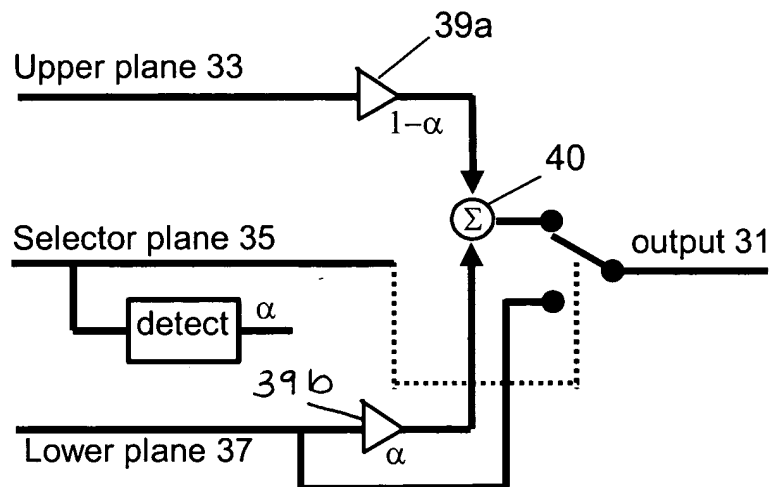 39a
Upper plane 33
1−α
40
Σ
Selector plane 35
output 31
detect
α
39b
Lower plane 37
α